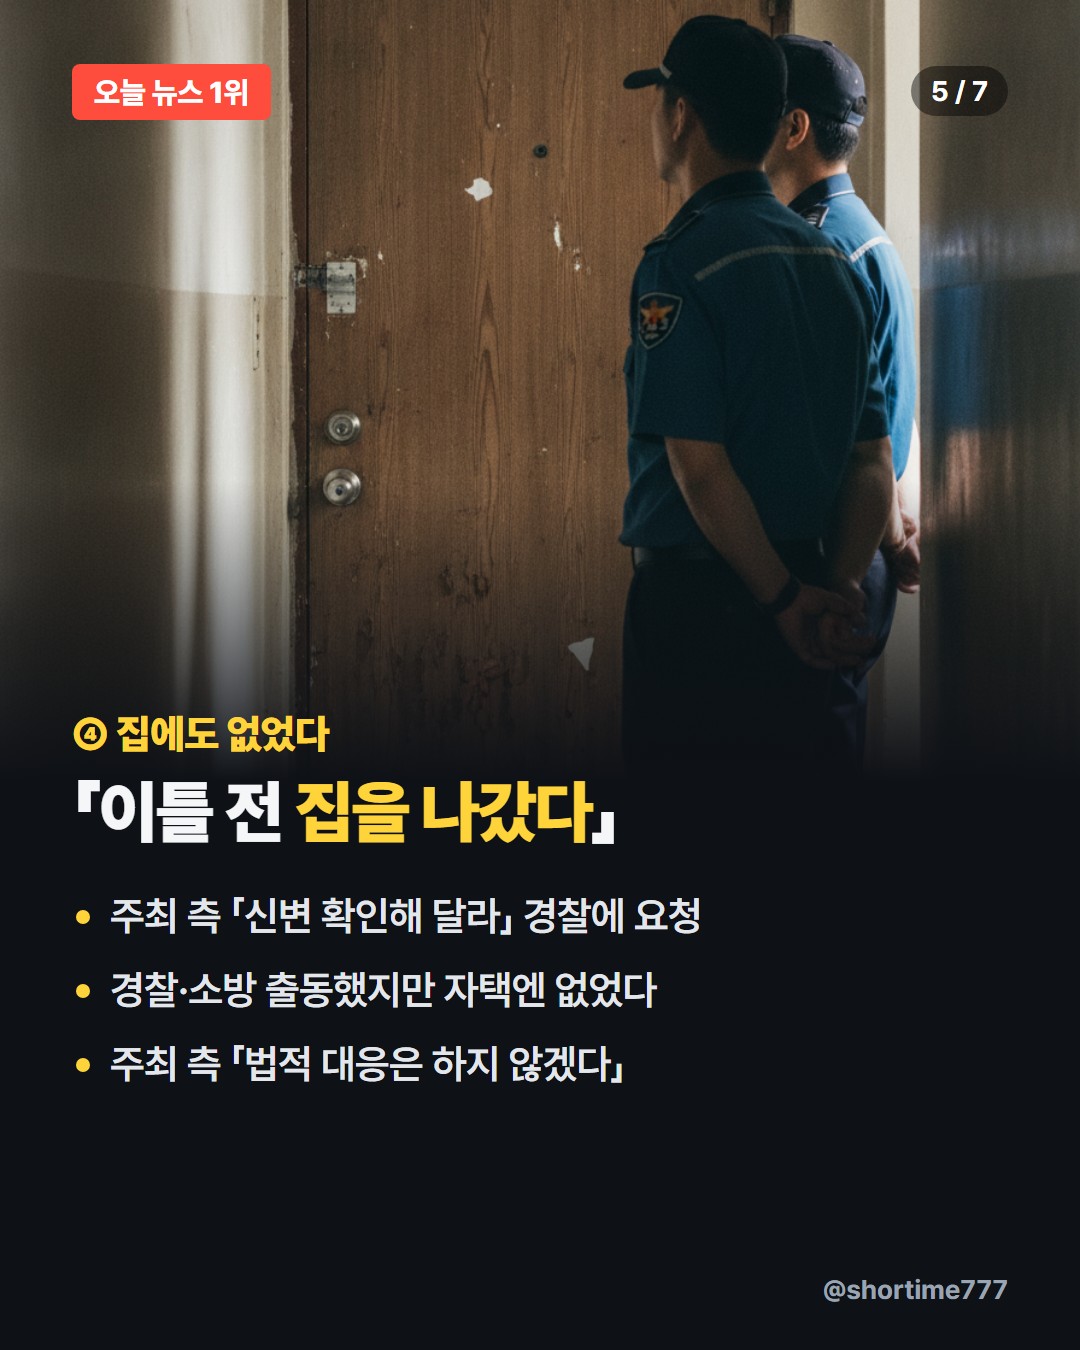 오늘 뉴스 1위
5 / 7
④ 집에도 없었다
「이틀 전 집을 나갔다」
• 주최 측 「신변 확인해 달라」 경찰에 요청
• 경찰·소방 출동했지만 자택엔 없었다
• 주최 측 「법적 대응은 하지 않겠다」
@shortime777